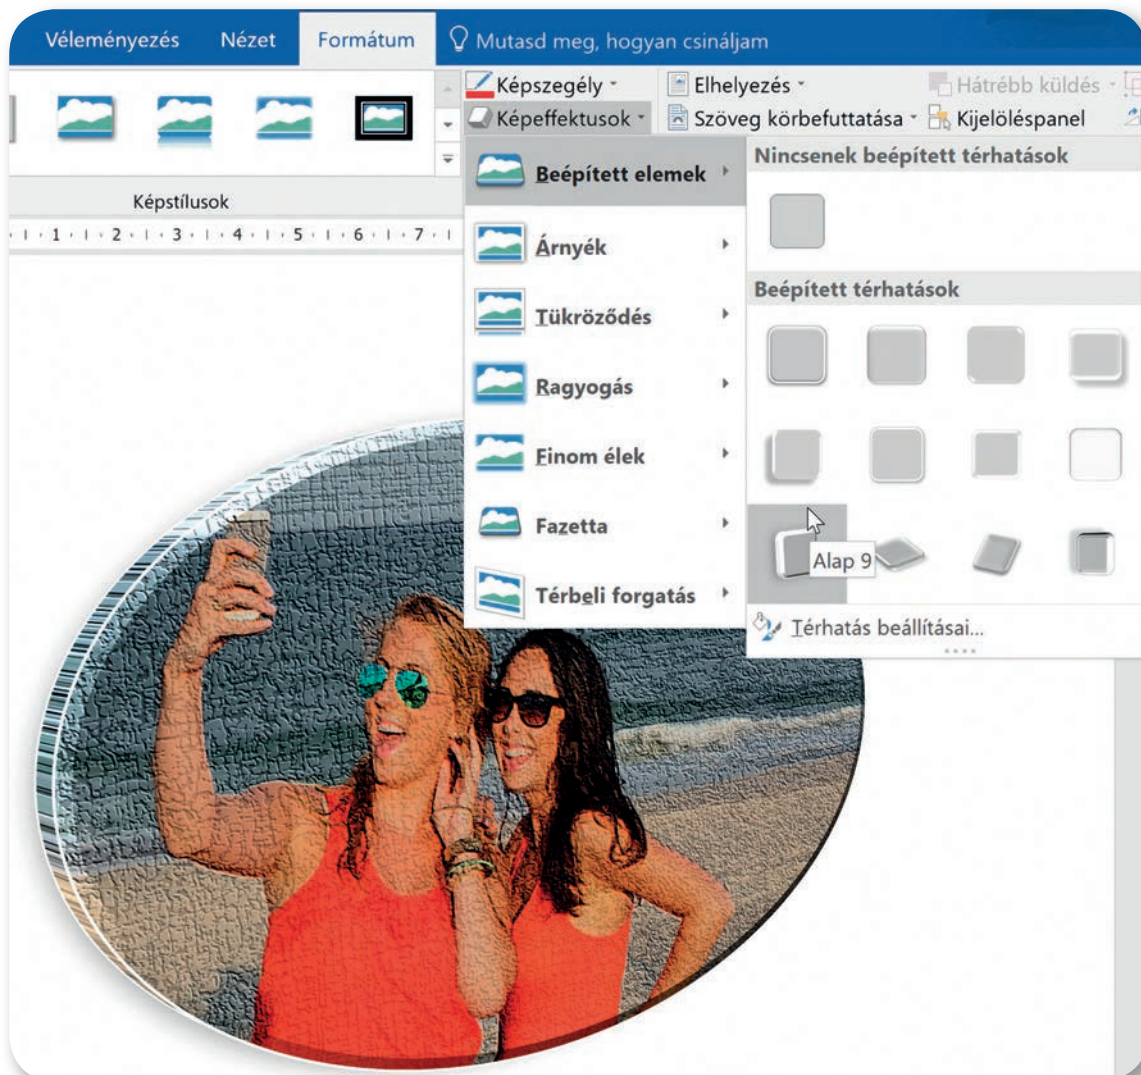 Véleményezés Nézet Formátum Mutasd meg, hogyan csináljam
Képszegély Elhelyezés Hátrébb küldés
Képeffektusok Szöveg körbefuttatása Kijelöléspanel
Képstílusok
1 2 3 4 5 6 7
Beépített elemek
Árnyék
Tükröződés
Ragyogás
Finom élek
Fazetta
Térbeli forgatás
Nincsenek beépített térhatások
Beépített térhatások
Alap 9
Térhatás beállításai...